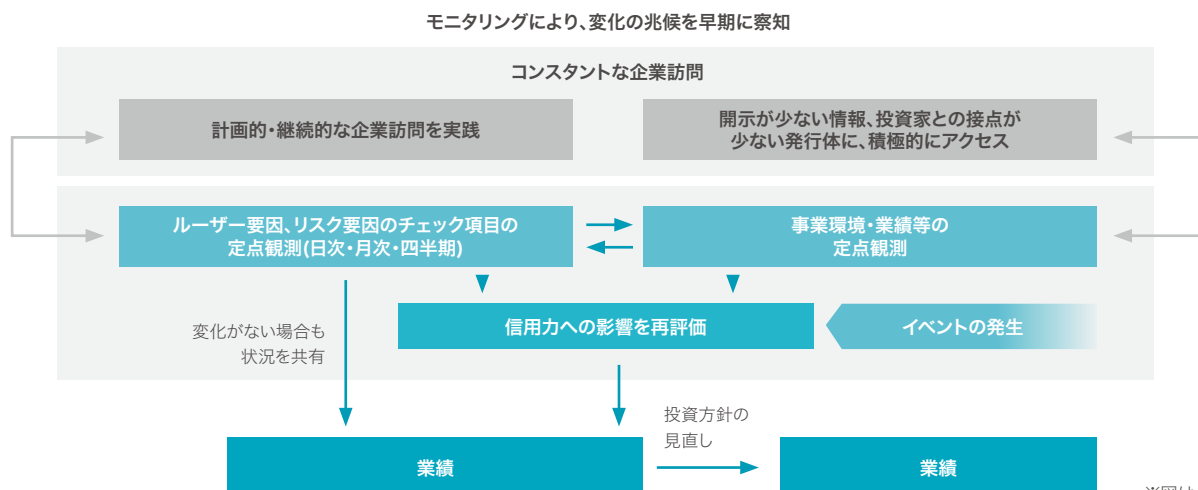 モニタリングにより、変化の兆候を早期に察知
コンスタントな企業訪問
計画的・継続的な企業訪問を実践
開示が少ない情報、投資家との接点が
少ない発行体に、積極的にアクセス
ルーザー要因、リスク要因のチェック項目の
定点観測(日次・月次・四半期)
事業環境・業績等の
定点観測
変化がない場合も
状況を共有
信用力への影響を再評価
イベントの発生
投資方針の
見直し
業績
業績